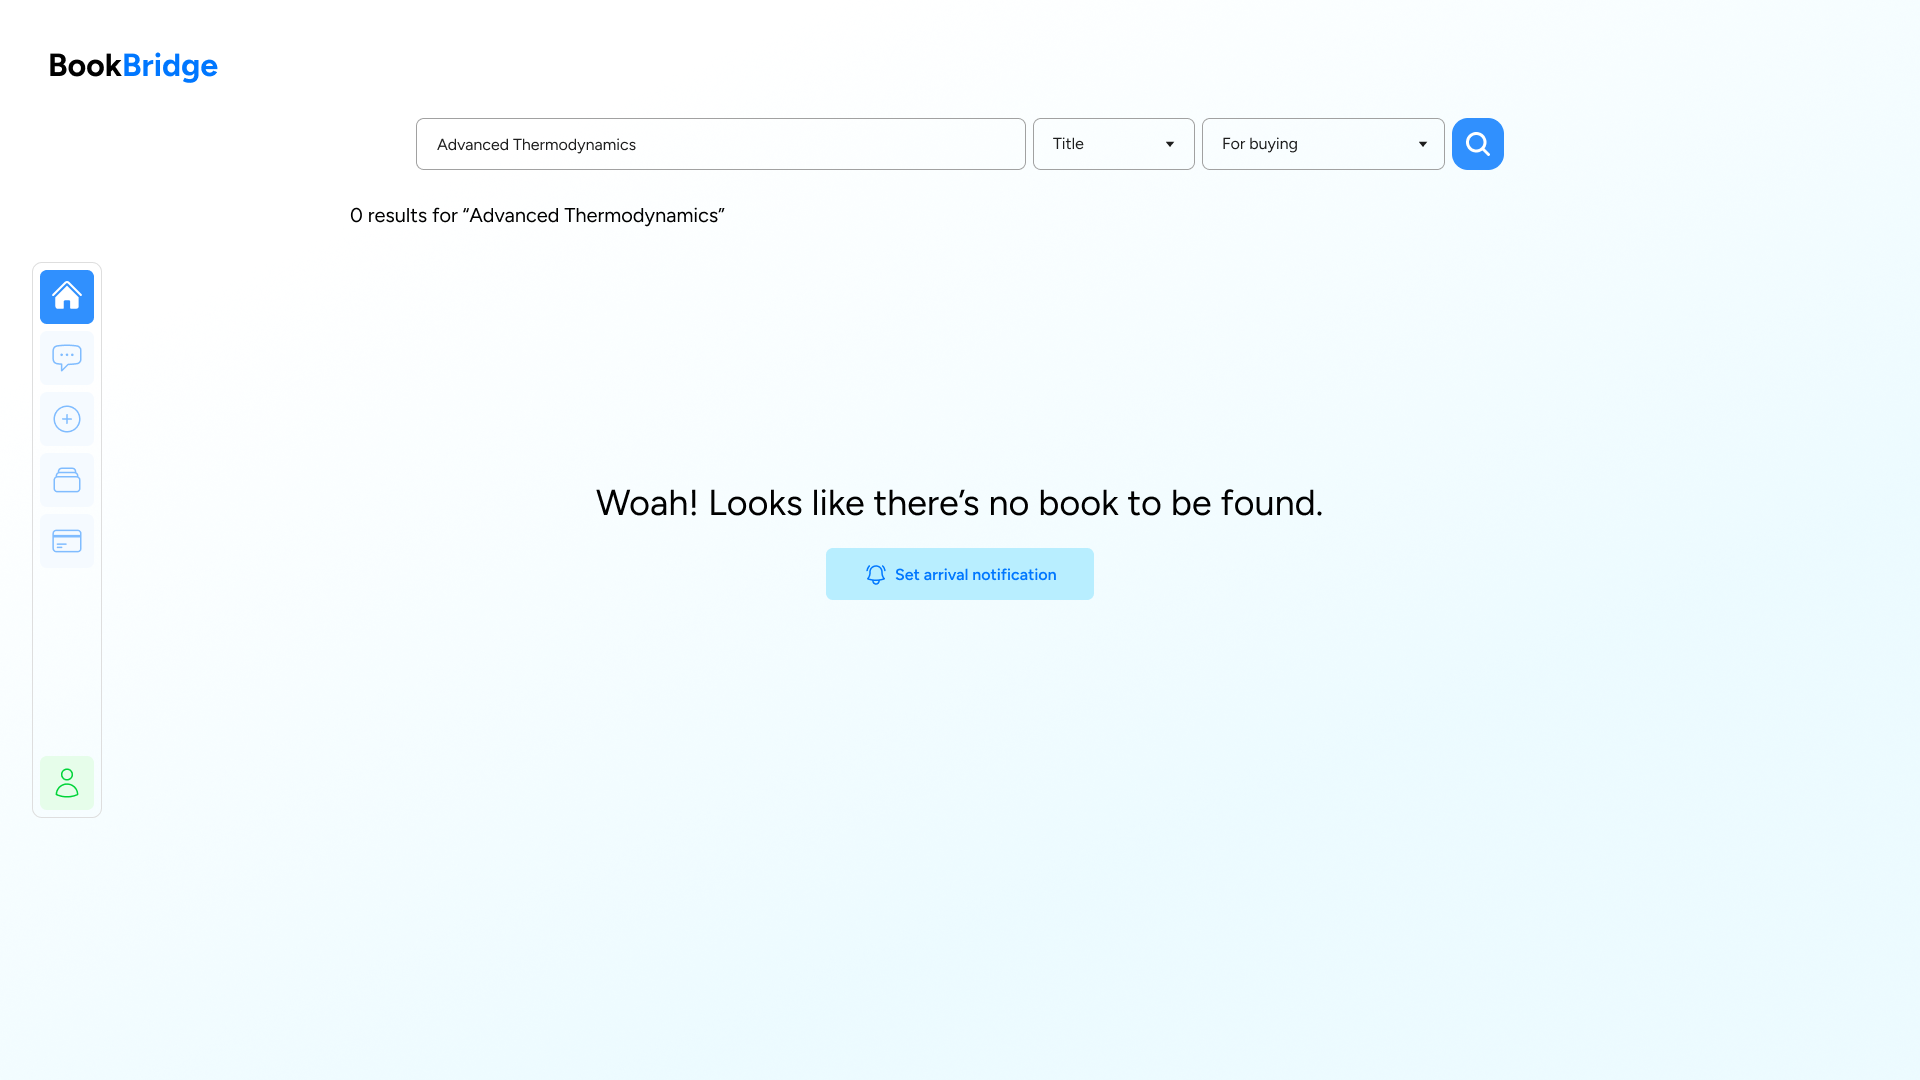 BookBridge
Advanced Thermodynamics
Title
For buying
0 results for “Advanced Thermodynamics”
Woah! Looks like there’s no book to be found.
Set arrival notification